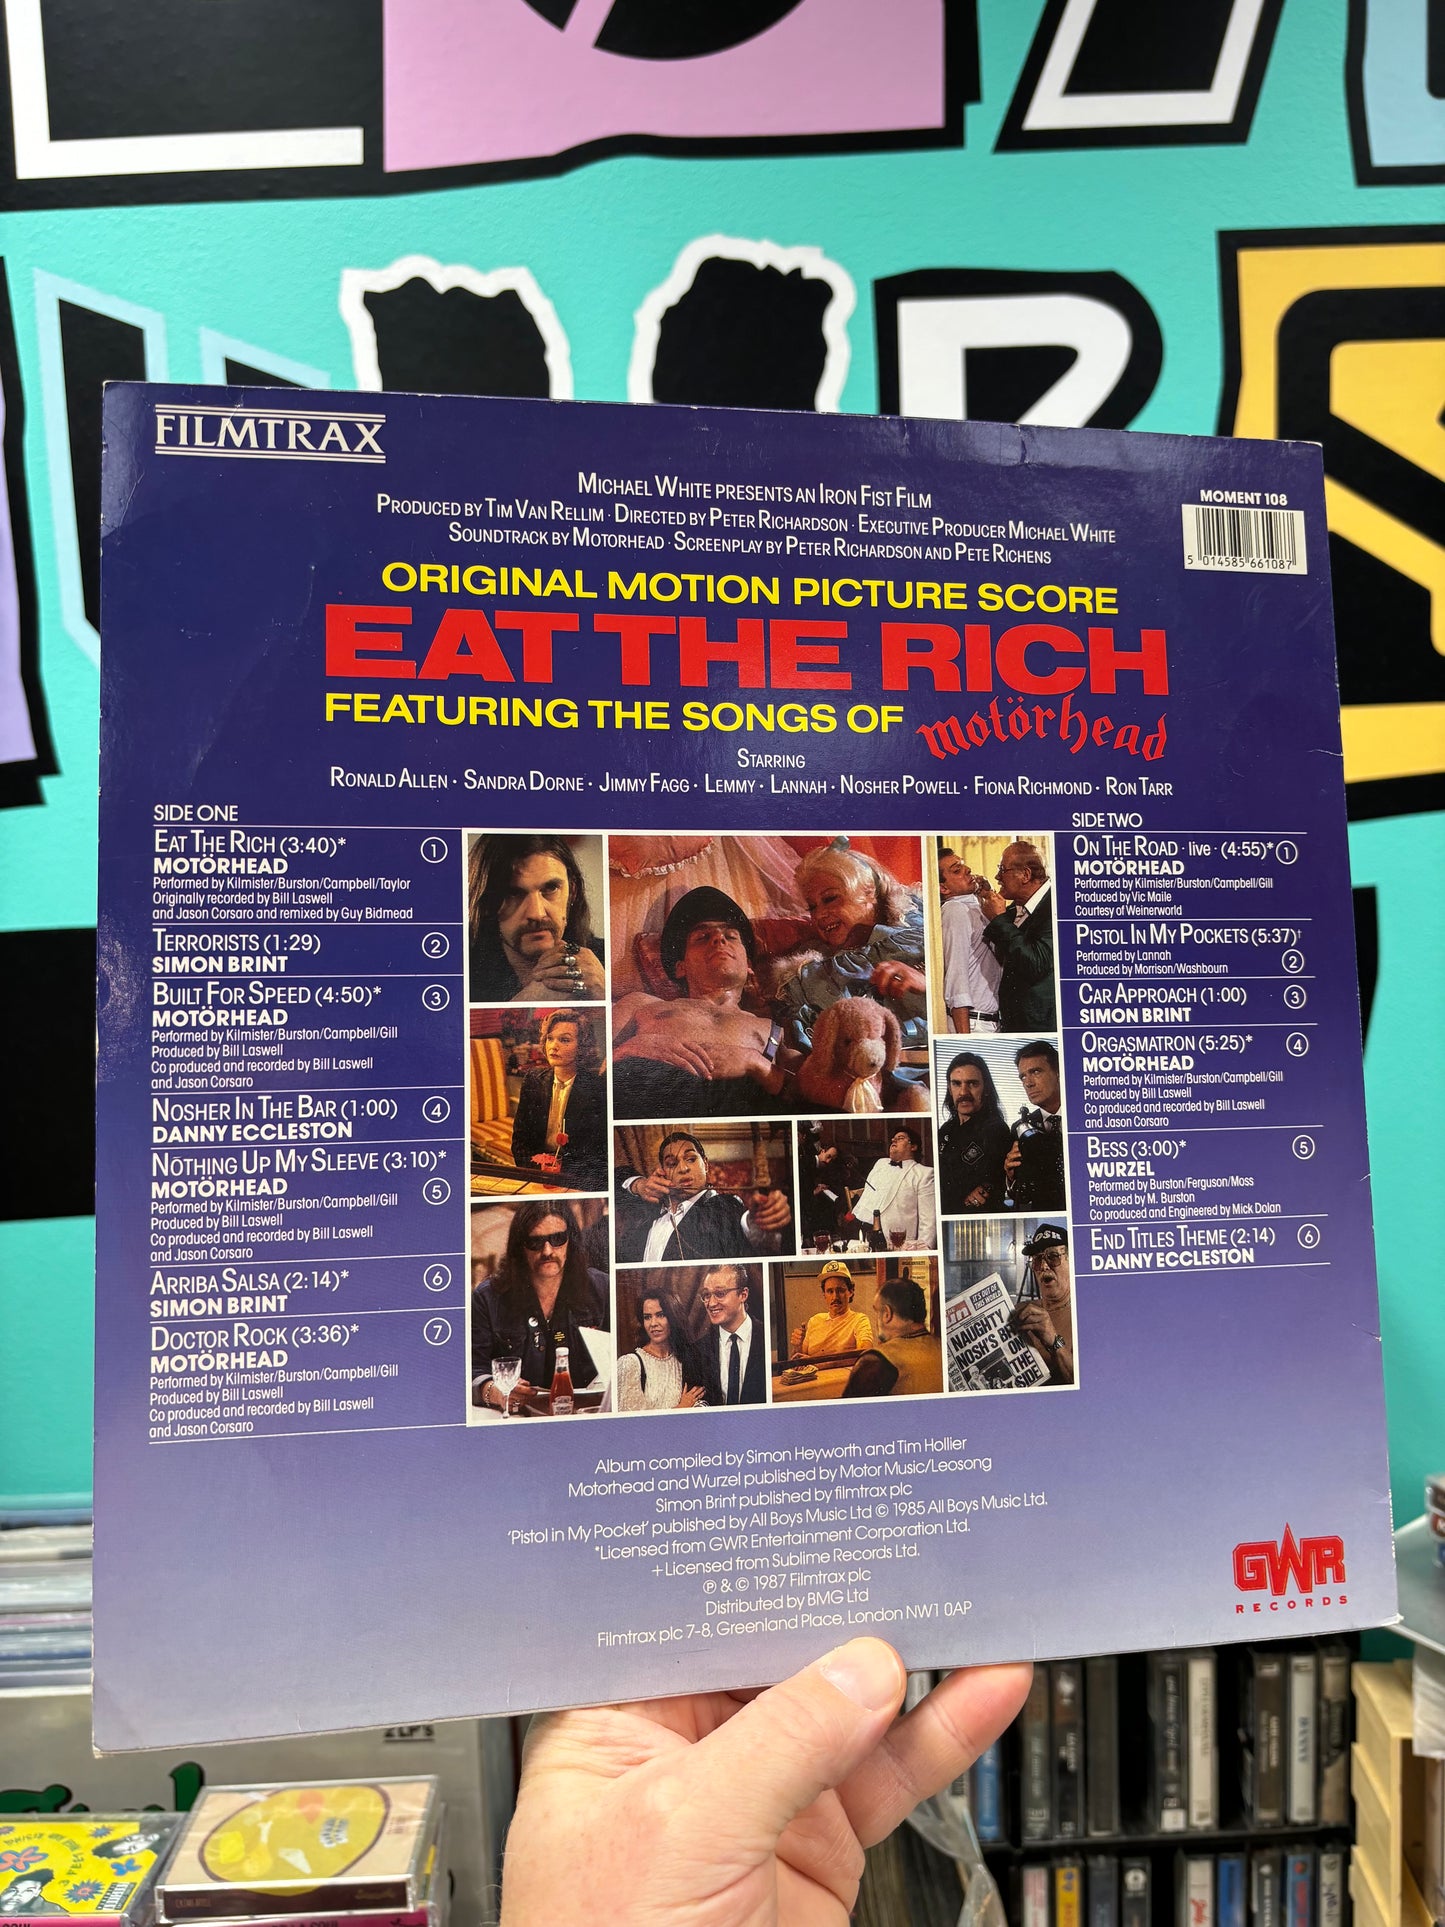 FILMTRAX
MOMENT 108
5 014585 661087
MICHAEL WHITE PRESENTS AN IRON FIST FILM
PRODUCED BY TIM VAN RELLIM · DIRECTED BY PETER RICHARDSON · EXECUTIVE PRODUCER MICHAEL WHITE
SOUNDTRACK BY MOTORHEAD · SCREENPLAY BY PETER RICHARDSON AND PETE RICHENS
ORIGINAL MOTION PICTURE SCORE
EAT THE RICH
FEATURING THE SONGS OF motörhead
STARRING
RONALD ALLEN · SANDRA DORNE · JIMMY FAGG · LEMMY · LANNAH · NOSHER POWELL · FIONA RICHMOND · RON TARR
SIDE ONE
EAT THE RICH (3:40)* 1
MOTÖRHEAD
Performed by Kilmister/Burston/Campbell/Taylor
Originally recorded by Bill Laswell
and Jason Corsaro and remixed by Guy Bidmead
TERRORISTS (1:29) 2
SIMON BRINT
BUILT FOR SPEED (4:50)* 3
MOTÖRHEAD
Performed by Kilmister/Burston/Campbell/Gill
Produced by Bill Laswell
Co produced and recorded by Bill Laswell
and Jason Corsaro
NOSHER IN THE BAR (1:00) 4
DANNY ECCLESTON
NOTHING UP MY SLEEVE (3:10)*
MOTÖRHEAD 5
Performed by Kilmister/Burston/Campbell/Gill
Produced by Bill Laswell
Co produced and recorded by Bill Laswell
and Jason Corsaro
ARRIBA SALSA (2:14)* 6
SIMON BRINT
DOCTOR ROCK (3:36)* 7
MOTÖRHEAD
Performed by Kilmister/Burston/Campbell/Gill
Produced by Bill Laswell
Co produced and recorded by Bill Laswell
and Jason Corsaro
SIDE TWO
ON THE ROAD · live · (4:55)* 1
MOTÖRHEAD
Performed by Kilmister/Burston/Campbell/Gill
Produced by Vic Maile
Courtesy of Weinerworld
PISTOL IN MY POCKETS (5:37)†
Performed by Lannah 2
Produced by Morrison/Washbourn
CAR APPROACH (1:00) 3
SIMON BRINT
ORGASMATRON (5:25)* 4
MOTÖRHEAD
Performed by Kilmister/Burston/Campbell/Gill
Produced by Bill Laswell
Co produced and recorded by Bill Laswell
and Jason Corsaro
BESS (3:00)* 5
WURZEL
Performed by Burston/Ferguson/Moss
Produced by M. Burston
Co produced and Engineered by Mick Dolan
END TITLES THEME (2:14) 6
DANNY ECCLESTON
NOSH
IT'S OUT OF THIS WORLD
NAUGHTY
NOSH'S BIT
ON
THE
SIDE
Album compiled by Simon Heyworth and Tim Hollier
Motorhead and Wurzel published by Motor Music/Leosong
Simon Brint published by filmtrax plc
'Pistol in My Pocket' published by All Boys Music Ltd © 1985 All Boys Music Ltd.
*Licensed from GWR Entertainment Corporation Ltd.
+Licensed from Sublime Records Ltd.
℗ & © 1987 Filmtrax plc
Distributed by BMG Ltd
Filmtrax plc 7-8, Greenland Place, London NW1 0AP
GWR
RECORDS
2 LP's